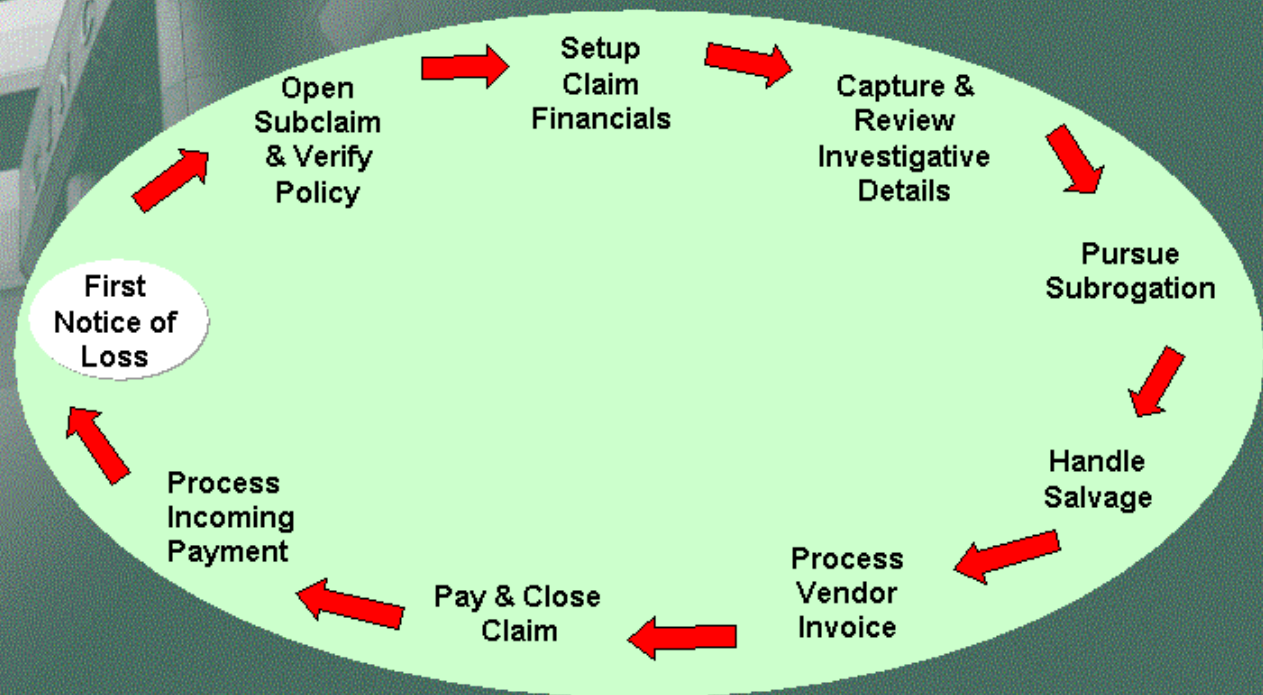 First
Notice of
Loss
Open
Subclaim
& Verify
Policy
Setup
Claim
Financials
Capture &
Review
Investigative
Details
Pursue
Subrogation
Handle
Salvage
Process
Vendor
Invoice
Pay & Close
Claim
Process
Incoming
Payment